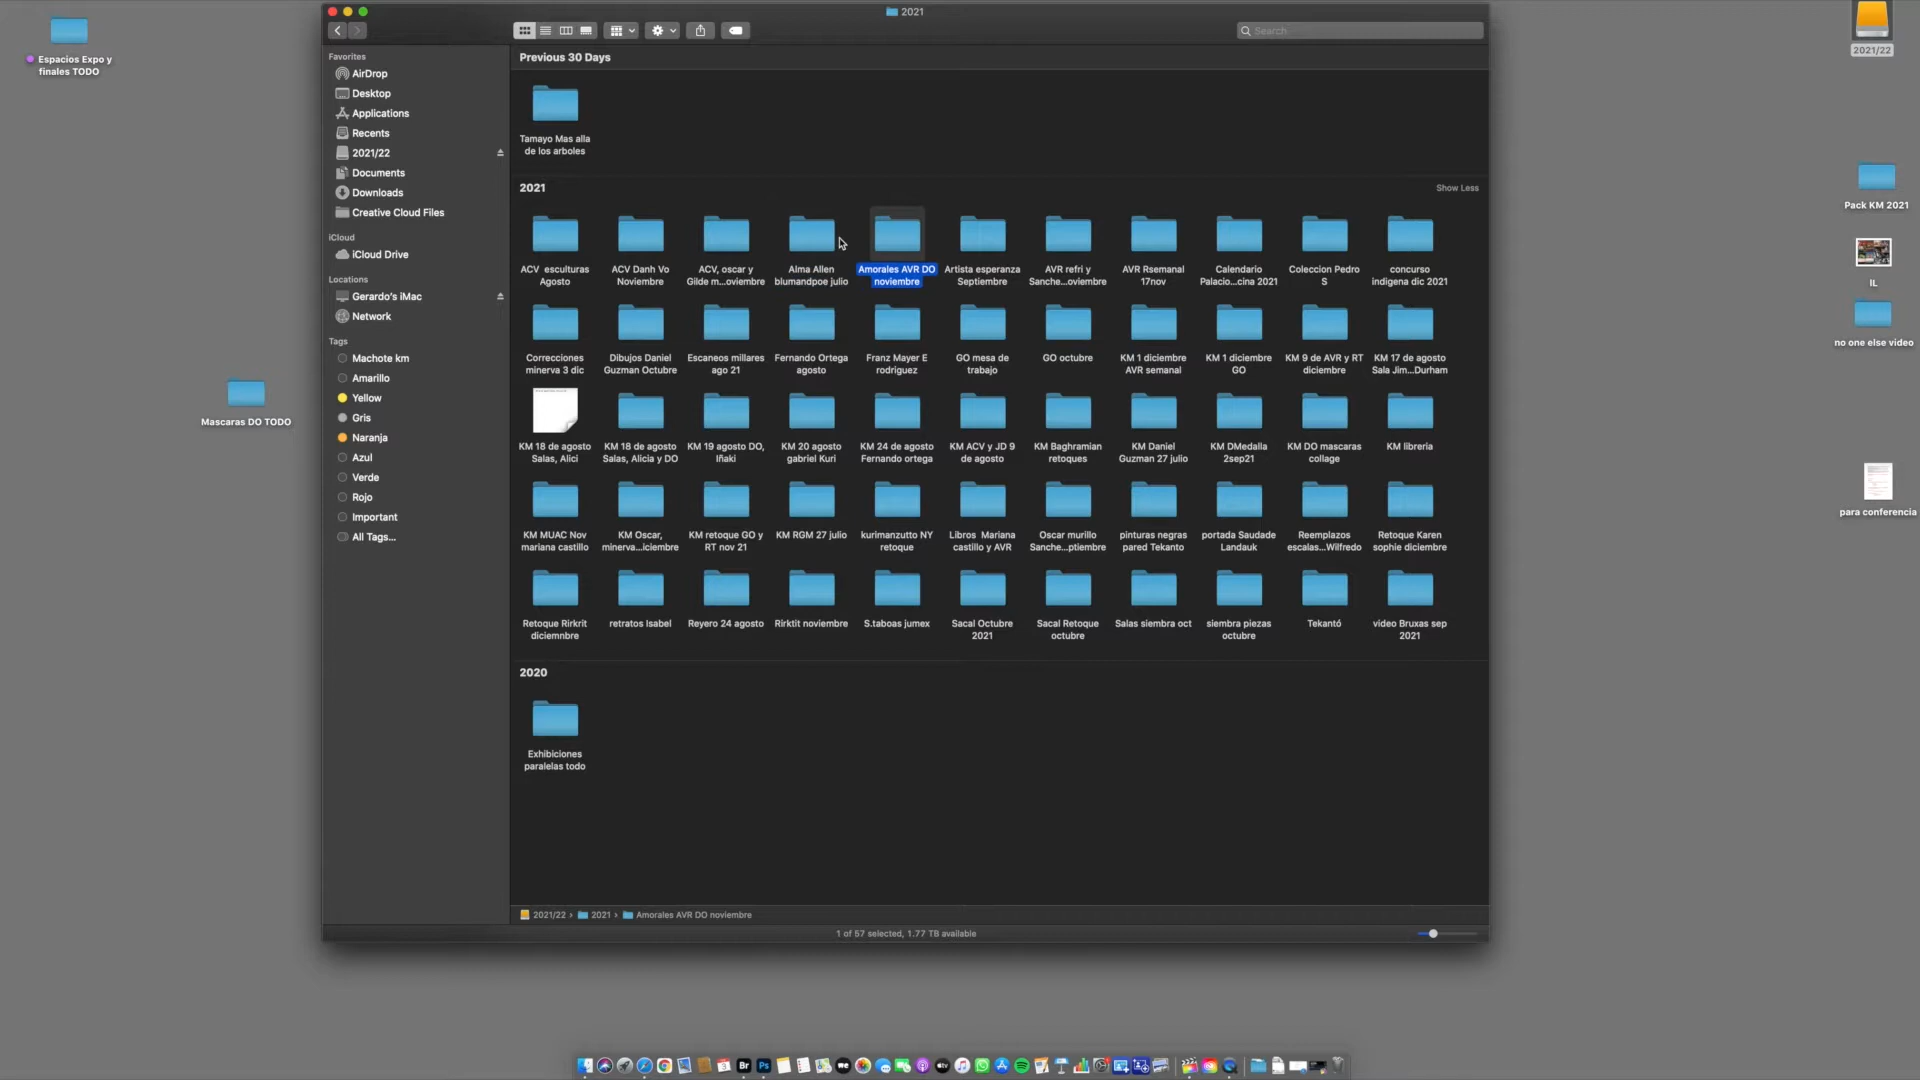 2021
Search
2021/22
Espacios Expo y
finales TODO
Mascaras DO TODO
Favorites
AirDrop
Desktop
Applications
Recents
2021/22
Documents
Downloads
Creative Cloud Files
iCloud
iCloud Drive
Locations
Gerardo's iMac
Network
Tags
Machote km
Amarillo
Yellow
Gris
Naranja
Azul
Verde
Rojo
Important
All Tags...
Previous 30 Days
Tamayo Mas alla
de los arboles
2021
Show Less
ACV esculturas
Agosto
ACV Danh Vo
Noviembre
ACV, oscar y
Gilde m...oviembre
Alma Allen
blumandpoe julio
Amorales AVR DO
noviembre
Artista esperanza
Septiembre
AVR refri y
Sanche...oviembre
AVR Rsemanal
17nov
Calendario
Palacio...cina 2021
Coleccion Pedro
S
concurso
indigena dic 2021
Correcciones
minerva 3 dic
Dibujos Daniel
Guzman Octubre
Escaneos millares
ago 21
Fernando Ortega
agosto
Franz Mayer E
rodriguez
GO mesa de
trabajo
GO octubre
KM 1 diciembre
AVR semanal
KM 1 diciembre
GO
KM 9 de AVR y RT
diciembre
KM 17 de agosto
Sala Jim...Durham
KM 18 de agosto
Salas, Alici
KM 18 de agosto
Salas, Alicia y DO
KM 19 agosto DO,
Iñaki
KM 20 agosto
gabriel Kuri
KM 24 de agosto
Fernando ortega
KM ACV y JD 9
de agosto
KM Baghramian
retoques
KM Daniel
Guzman 27 julio
KM DMedalla
2sep21
KM DO mascaras
collage
KM libreria
KM MUAC Nov
mariana castillo
KM Oscar,
minerva...iciembre
KM retoque GO y
RT nov 21
KM RGM 27 julio
kurimanzutto NY
retoque
Libros Mariana
castillo y AVR
Oscar murillo
Sanche...ptiembre
pinturas negras
pared Tekanto
portada Saudade
Landauk
Reemplazos
escalas...Wilfredo
Retoque Karen
sophie diciembre
Retoque Rirkrit
diciemnbre
retratos Isabel
Reyero 24 agosto
Rirktit noviembre
S.taboas jumex
Sacal Octubre
2021
Sacal Retoque
octubre
Salas siembra oct
siembra piezas
octubre
Tekantó
video Bruxas sep
2021
2020
Exhibiciones
paralelas todo
2021/22 › 2021 › Amorales AVR DO noviembre
1 of 57 selected, 1.77 TB available
Pack KM 2021
IL
no one else video
para conferencia
Br
Ps